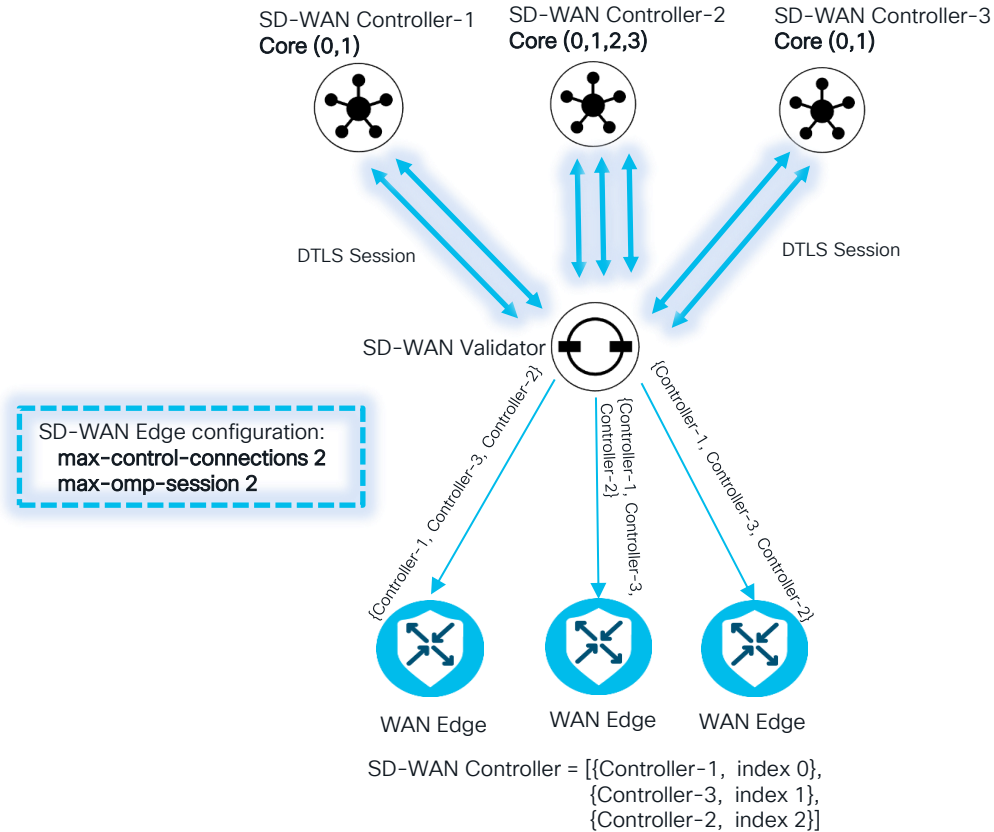 SD-WAN Controller-1
Core (0,1)
SD-WAN Controller-2
Core (0,1,2,3)
SD-WAN Controller-3
Core (0,1)
DTLS Session
DTLS Session
SD-WAN Validator
SD-WAN Edge configuration:
max-control-connections 2
max-omp-session 2
{Controller-1, Controller-3, Controller-2}
{Controller-1, Controller-3,
Controller-2}
{Controller-1, Controller-3, Controller-2}
WAN Edge
WAN Edge
WAN Edge
SD-WAN Controller = [{Controller-1, index 0},
{Controller-3, index 1},
{Controller-2, index 2}]